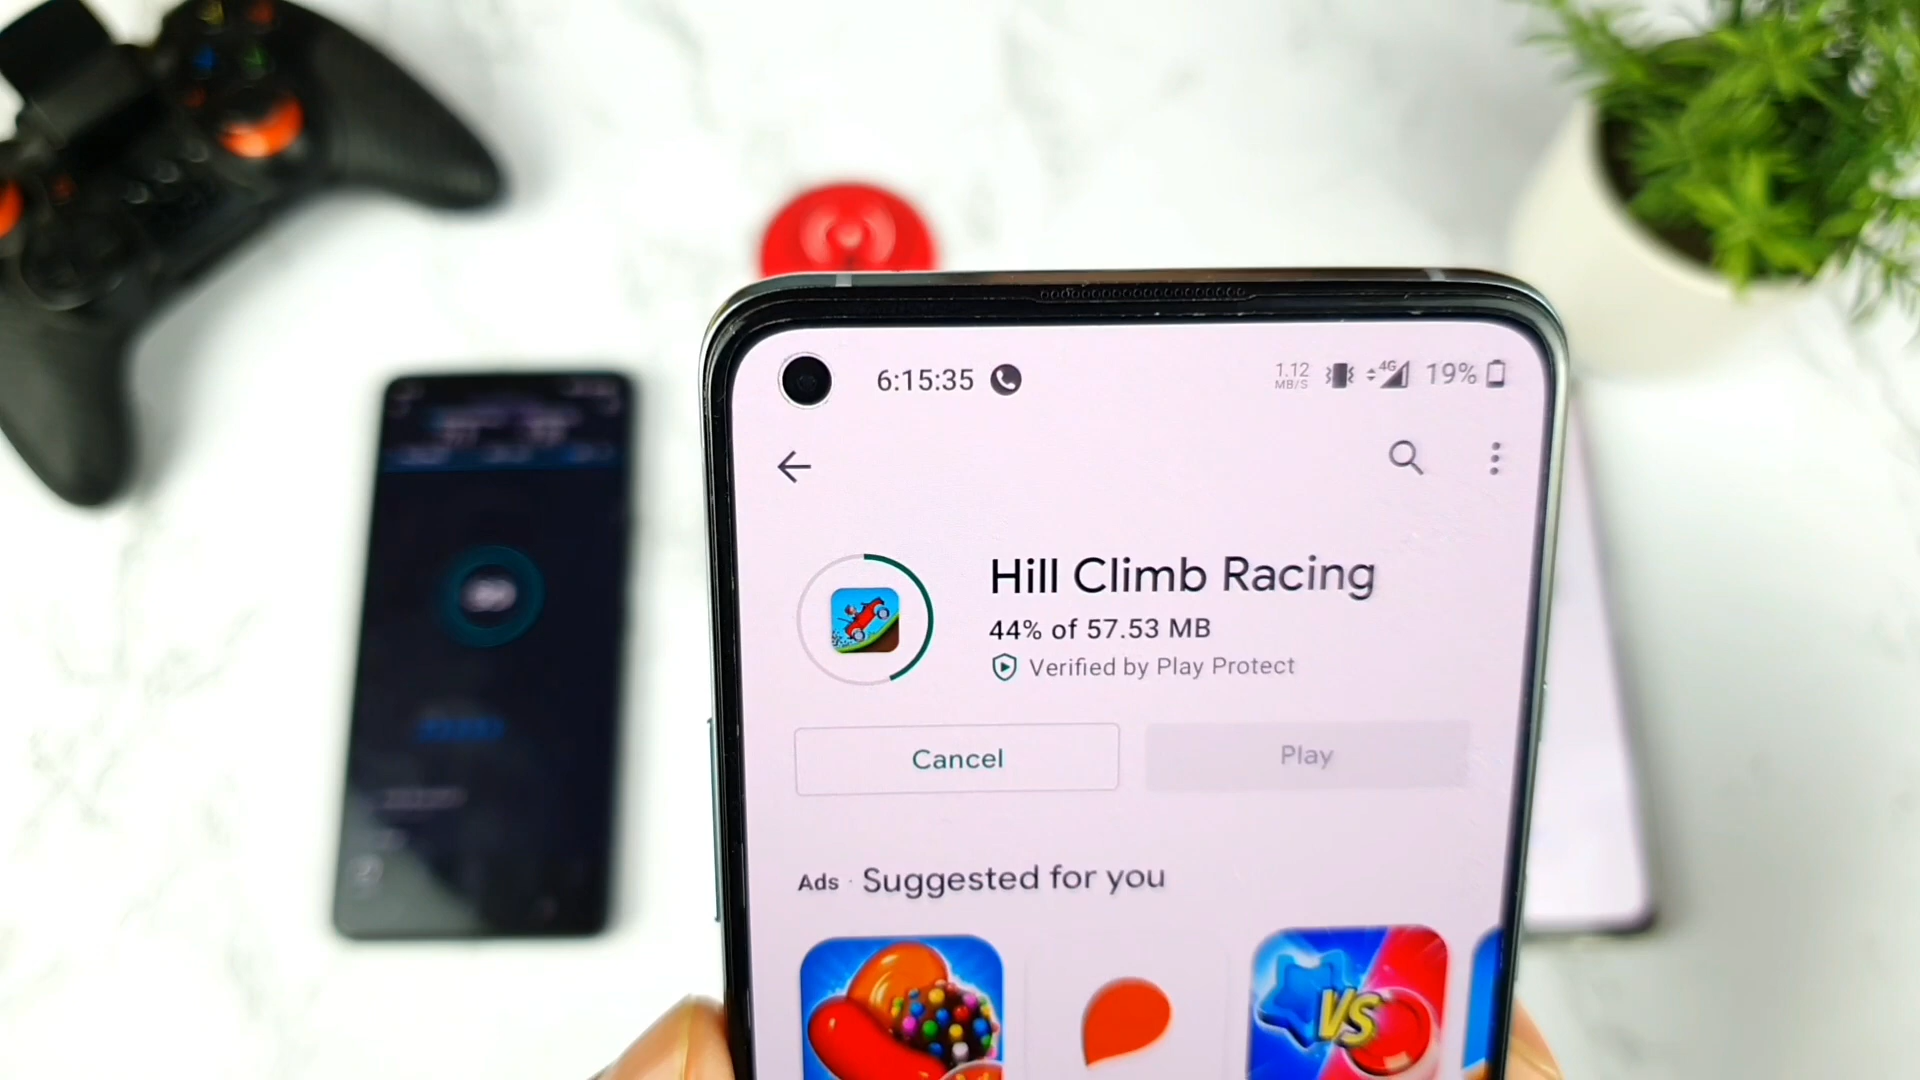 6:15:35
1.12
MB/S
4G
19%
Hill Climb Racing
44% of 57.53 MB
Verified by Play Protect
Cancel
Play
Ads · Suggested for you
VS